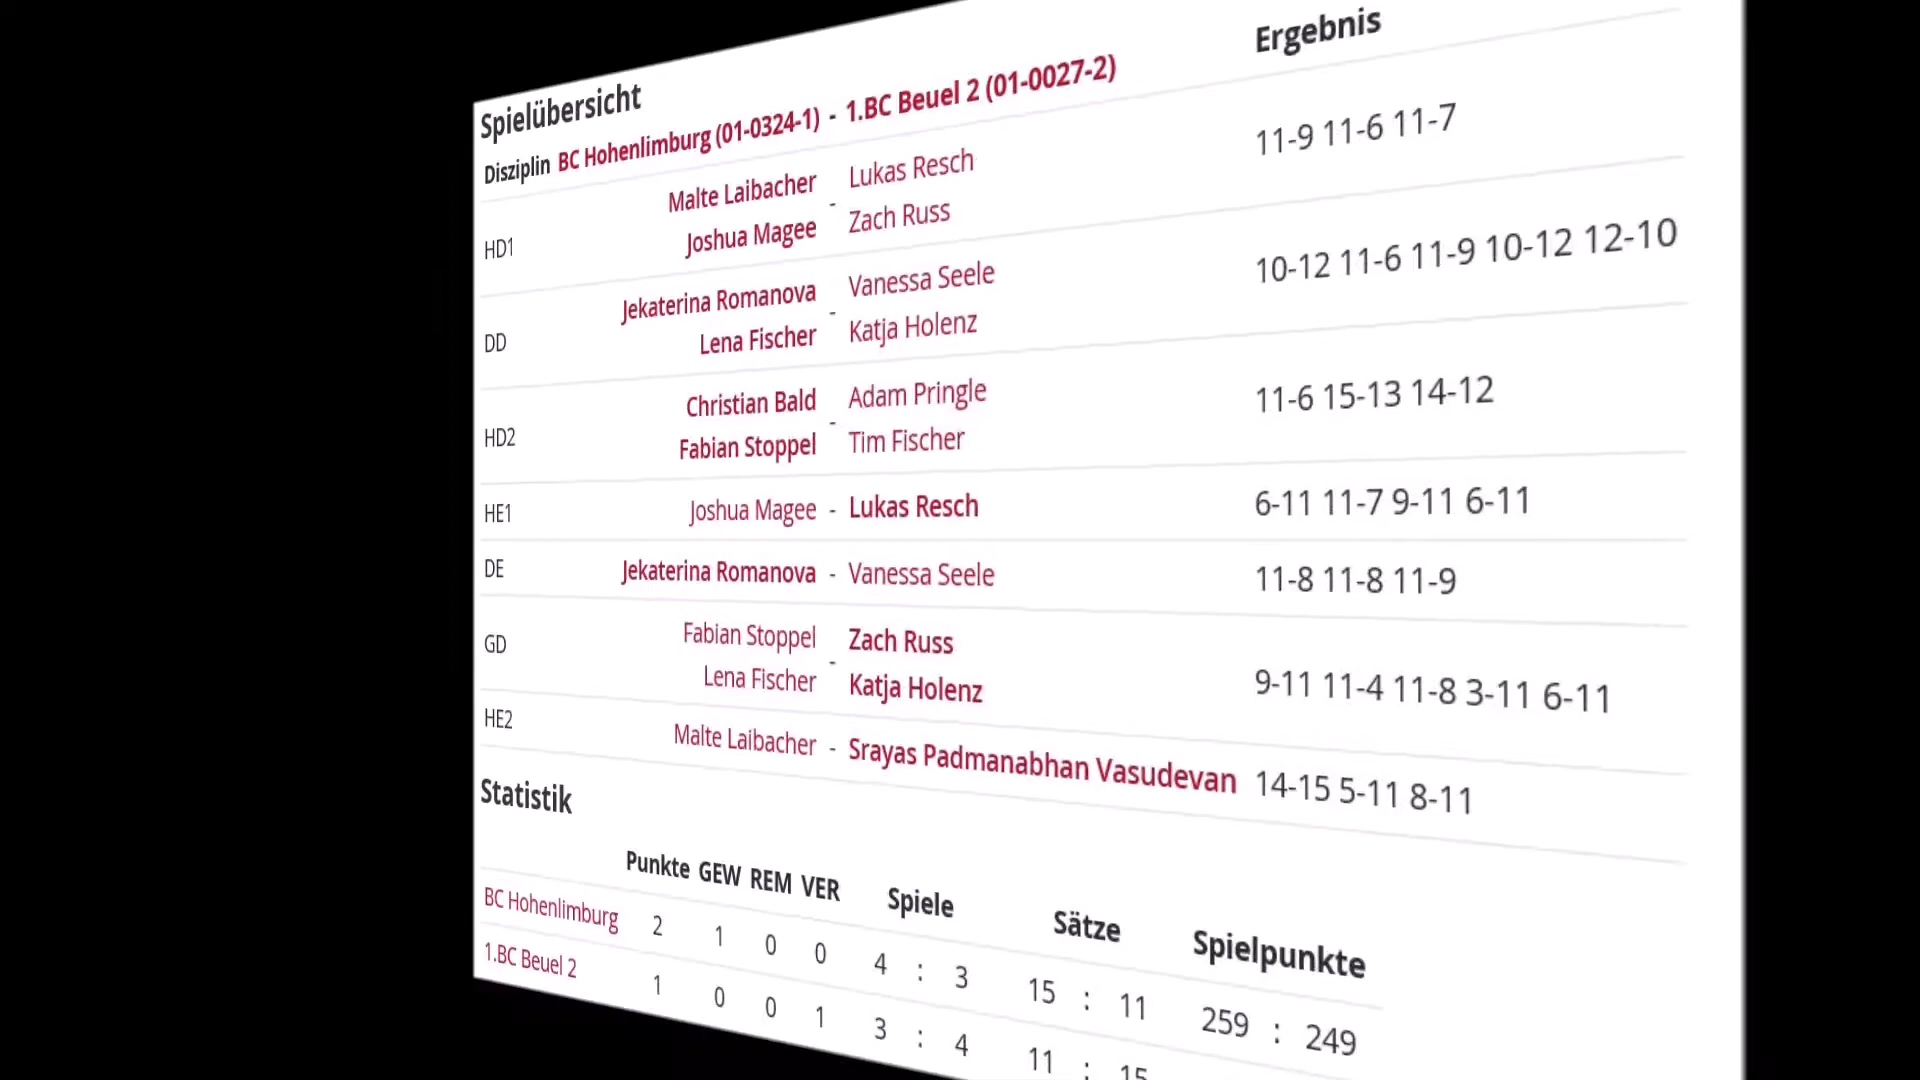 Spielübersicht
Disziplin BC Hohenlimburg (01-0324-1) - 1.BC Beuel 2 (01-0027-2) Ergebnis
HD1 Malte Laibacher - Lukas Resch 11-9 11-6 11-7
Joshua Magee Zach Russ
DD Jekaterina Romanova - Vanessa Seele 10-12 11-6 11-9 10-12 12-10
Lena Fischer Katja Holenz
HD2 Christian Bald - Adam Pringle 11-6 15-13 14-12
Fabian Stoppel Tim Fischer
HE1 Joshua Magee - Lukas Resch 6-11 11-7 9-11 6-11
DE Jekaterina Romanova - Vanessa Seele 11-8 11-8 11-9
GD Fabian Stoppel - Zach Russ 9-11 11-4 11-8 3-11 6-11
Lena Fischer Katja Holenz
HE2 Malte Laibacher - Srayas Padmanabhan Vasudevan 14-15 5-11 8-11
Statistik
Punkte GEW REM VER Spiele Sätze Spielpunkte
BC Hohenlimburg 2 1 0 0 4 : 3 15 : 11 259 : 249
1.BC Beuel 2 1 0 0 1 3 : 4 11 : 15